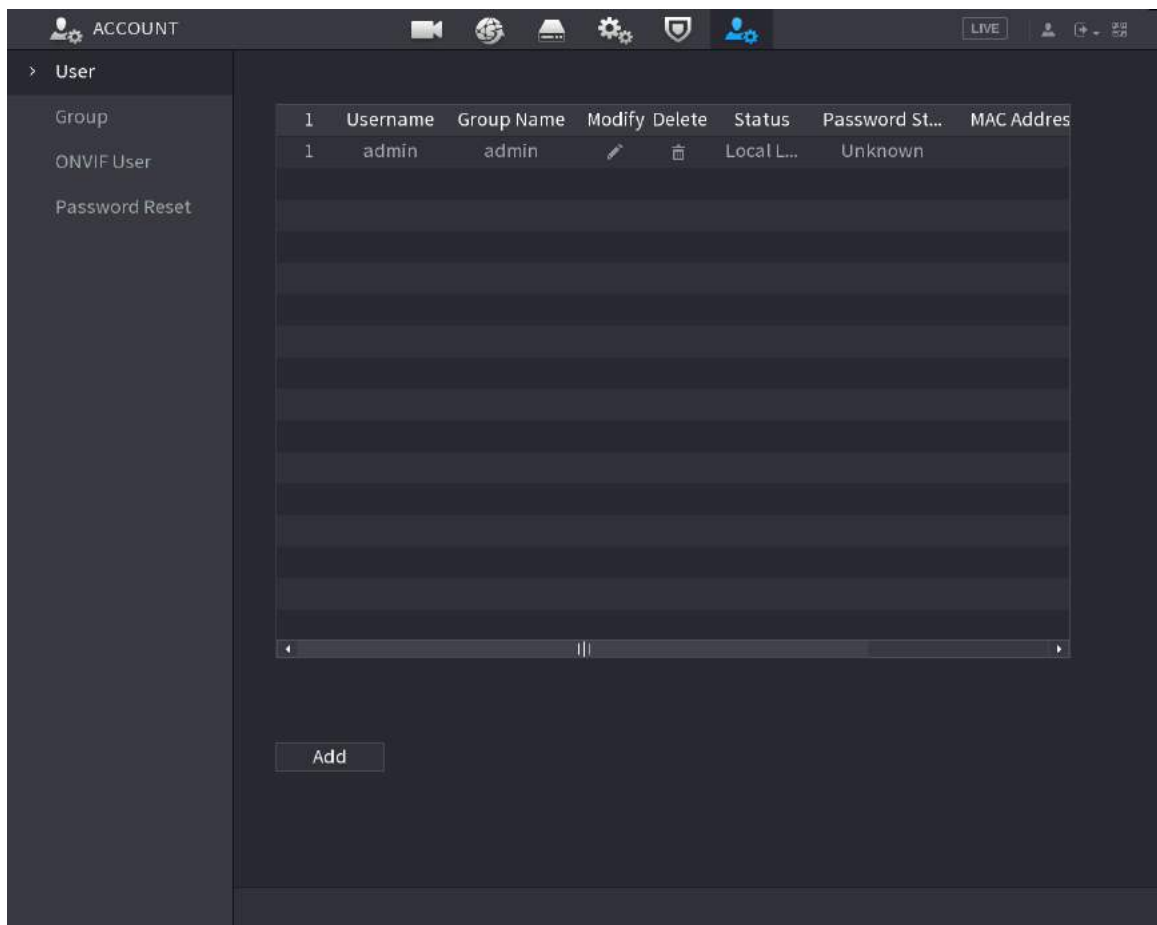 ACCOUNT LIVE
User
Group
ONVIF User
Password Reset
1 Username Group Name Modify Delete Status Password St... MAC Addres
1 admin admin Local L... Unknown
Add